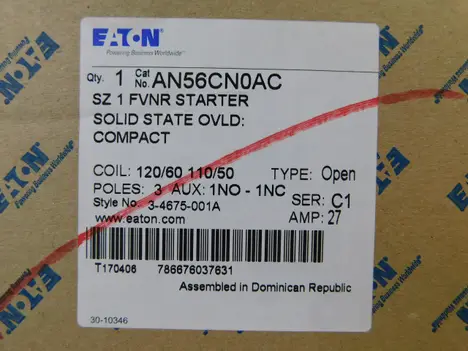 EATON
Powering Business Worldwide
Qty. 1 Cat No. AN56CN0AC
SZ 1 FVNR STARTER
SOLID STATE OVLD:
COMPACT
COIL: 120/60 110/50 TYPE: Open
POLES: 3 AUX: 1NO - 1NC
Style No. 3-4675-001A SER: C1
www.eaton.com AMP: 27
T170406 786676037631
Assembled in Dominican Republic
30-10346